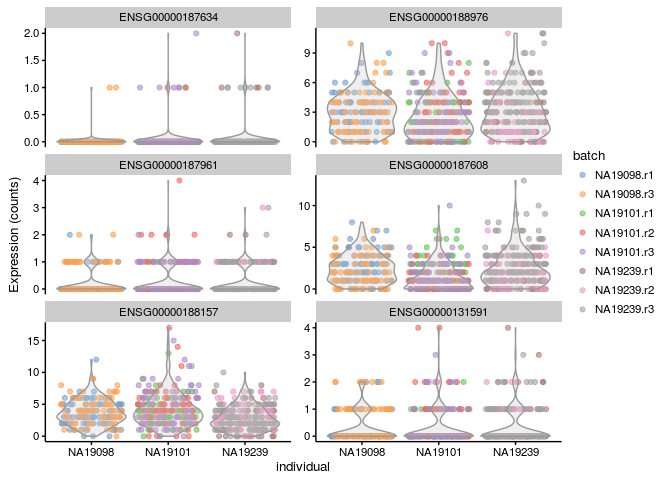 ENSG00000187634
ENSG00000188976
2.0
1.5
1.0
0.5
0.0
9
6
3
0
ENSG00000187961
ENSG00000187608
4
3
2
1
0
10
5
0
ENSG00000188157
ENSG00000131591
15
10
5
0
4
3
2
1
0
NA19098
NA19101
NA19239
NA19098
NA19101
NA19239
individual
Expression (counts)
batch
NA19098.r1
NA19098.r3
NA19101.r1
NA19101.r2
NA19101.r3
NA19239.r1
NA19239.r2
NA19239.r3